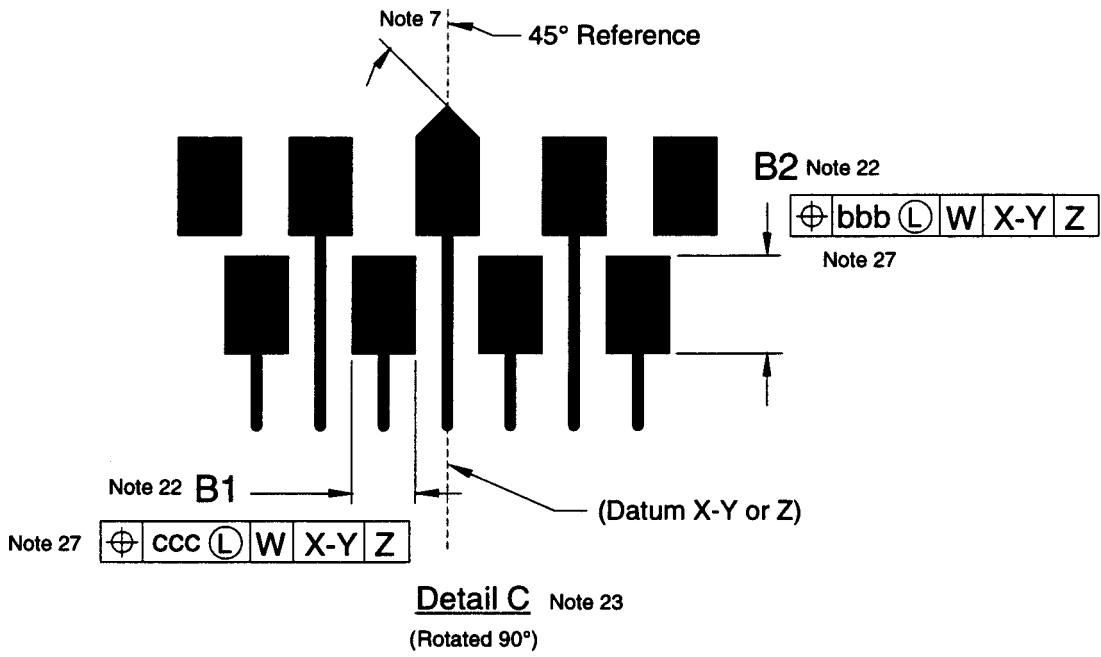 Note 7
45° Reference
B2 Note 22
⌖ bbb Ⓛ W X-Y Z
Note 27
Note 22 B1
(Datum X-Y or Z)
Note 27 ⌖ ccc Ⓛ W X-Y Z
Detail C Note 23
(Rotated 90°)